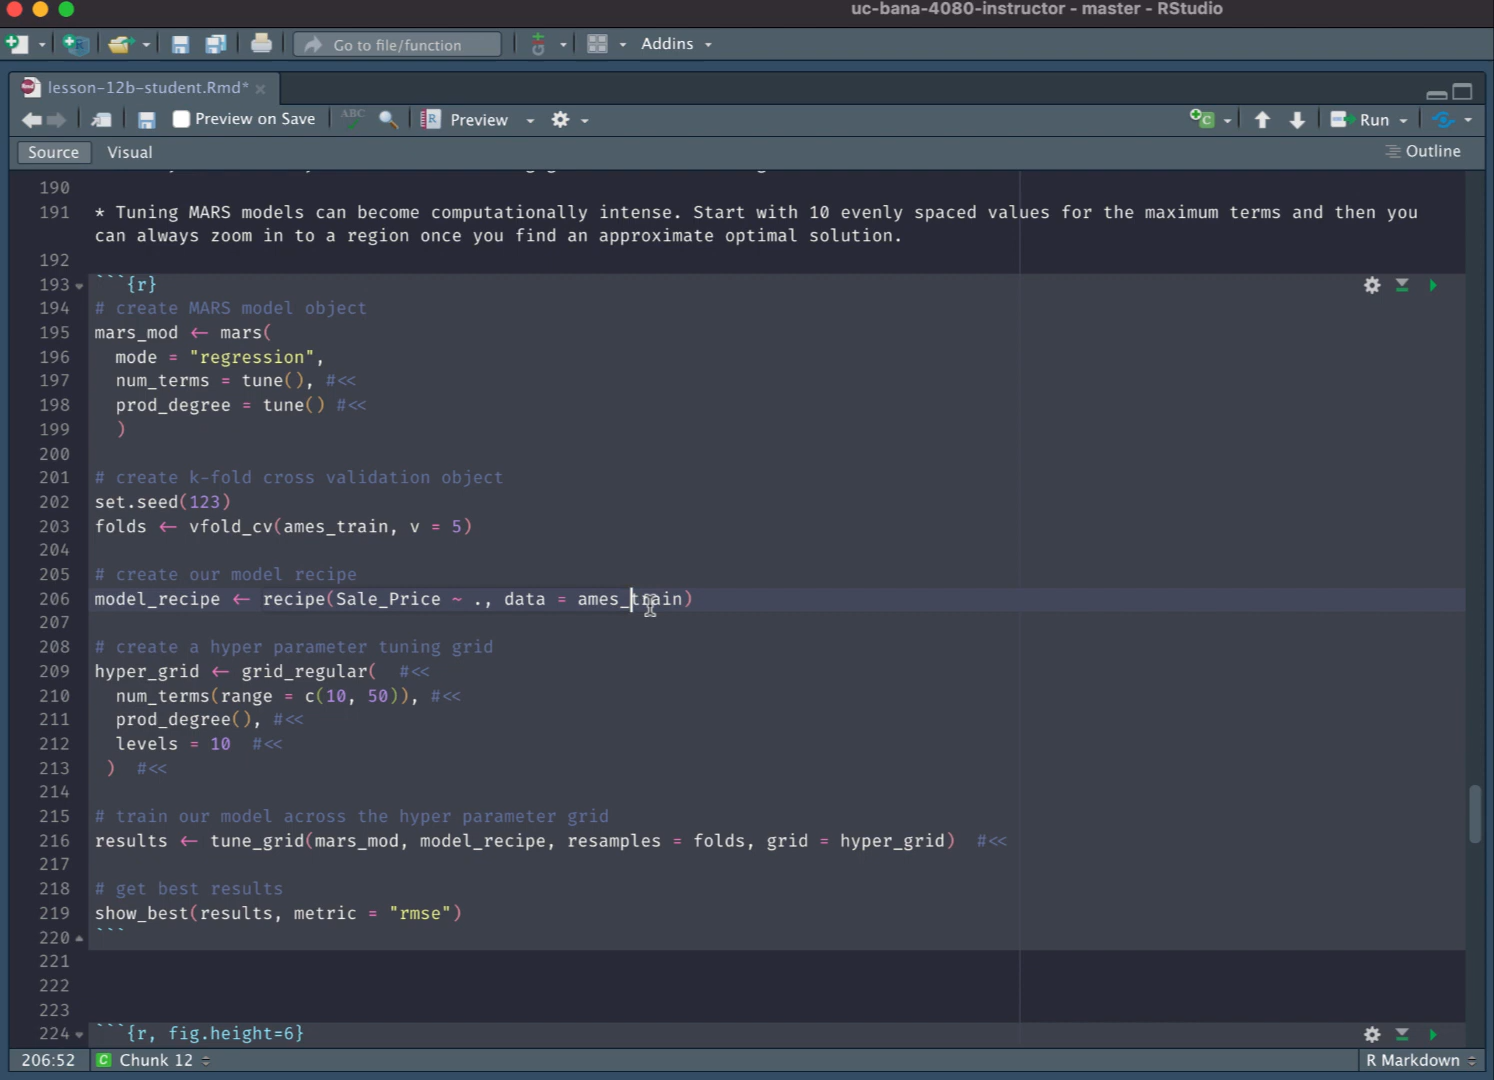 uc-bana-4080-instructor - master - RStudio
Go to file/function
Addins
lesson-12b-student.Rmd*
Preview on Save
ABC
Preview
Run
Source
Visual
Outline
190
191 * Tuning MARS models can become computationally intense. Start with 10 evenly spaced values for the maximum terms and then you
can always zoom in to a region once you find an approximate optimal solution.
192
193 ```{r}
194 # create MARS model object
195 mars_mod <- mars(
196 mode = "regression",
197 num_terms = tune(), #<<
198 prod_degree = tune() #<<
199 )
200
201 # create k-fold cross validation object
202 set.seed(123)
203 folds <- vfold_cv(ames_train, v = 5)
204
205 # create our model recipe
206 model_recipe <- recipe(Sale_Price ~ ., data = ames_train)
207
208 # create a hyper parameter tuning grid
209 hyper_grid <- grid_regular( #<<
210 num_terms(range = c(10, 50)), #<<
211 prod_degree(), #<<
212 levels = 10 #<<
213 ) #<<
214
215 # train our model across the hyper parameter grid
216 results <- tune_grid(mars_mod, model_recipe, resamples = folds, grid = hyper_grid) #<<
217
218 # get best results
219 show_best(results, metric = "rmse")
220 ```
221
222
223
224 ```{r, fig.height=6}
206:52
C Chunk 12
R Markdown